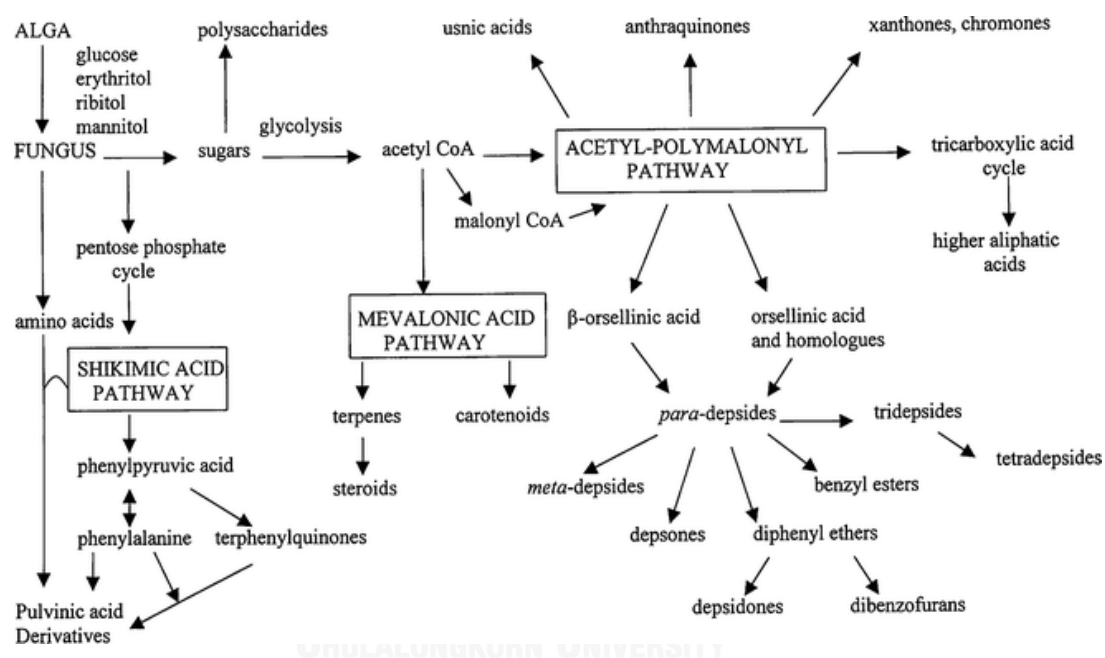 ALGA
polysaccharides
usnic acids
anthraquinones
xanthones, chromones
glucose
erythritol
ribitol
mannitol
FUNGUS
sugars
glycolysis
acetyl CoA
ACETYL-POLYMALONYL
PATHWAY
tricarboxylic acid
cycle
malonyl CoA
pentose phosphate
cycle
higher aliphatic
acids
amino acids
MEVALONIC ACID
PATHWAY
β-orsellinic acid
orsellinic acid
and homologues
SHIKIMIC ACID
PATHWAY
terpenes
carotenoids
para-depsides
tridepsides
phenylpyruvic acid
steroids
meta-depsides
benzyl esters
tetradepsides
phenylalanine
terphenylquinones
depsones
diphenyl ethers
Pulvinic acid
Derivatives
depsidones
dibenzofurans
CHULALONGKORN UNIVERSITY